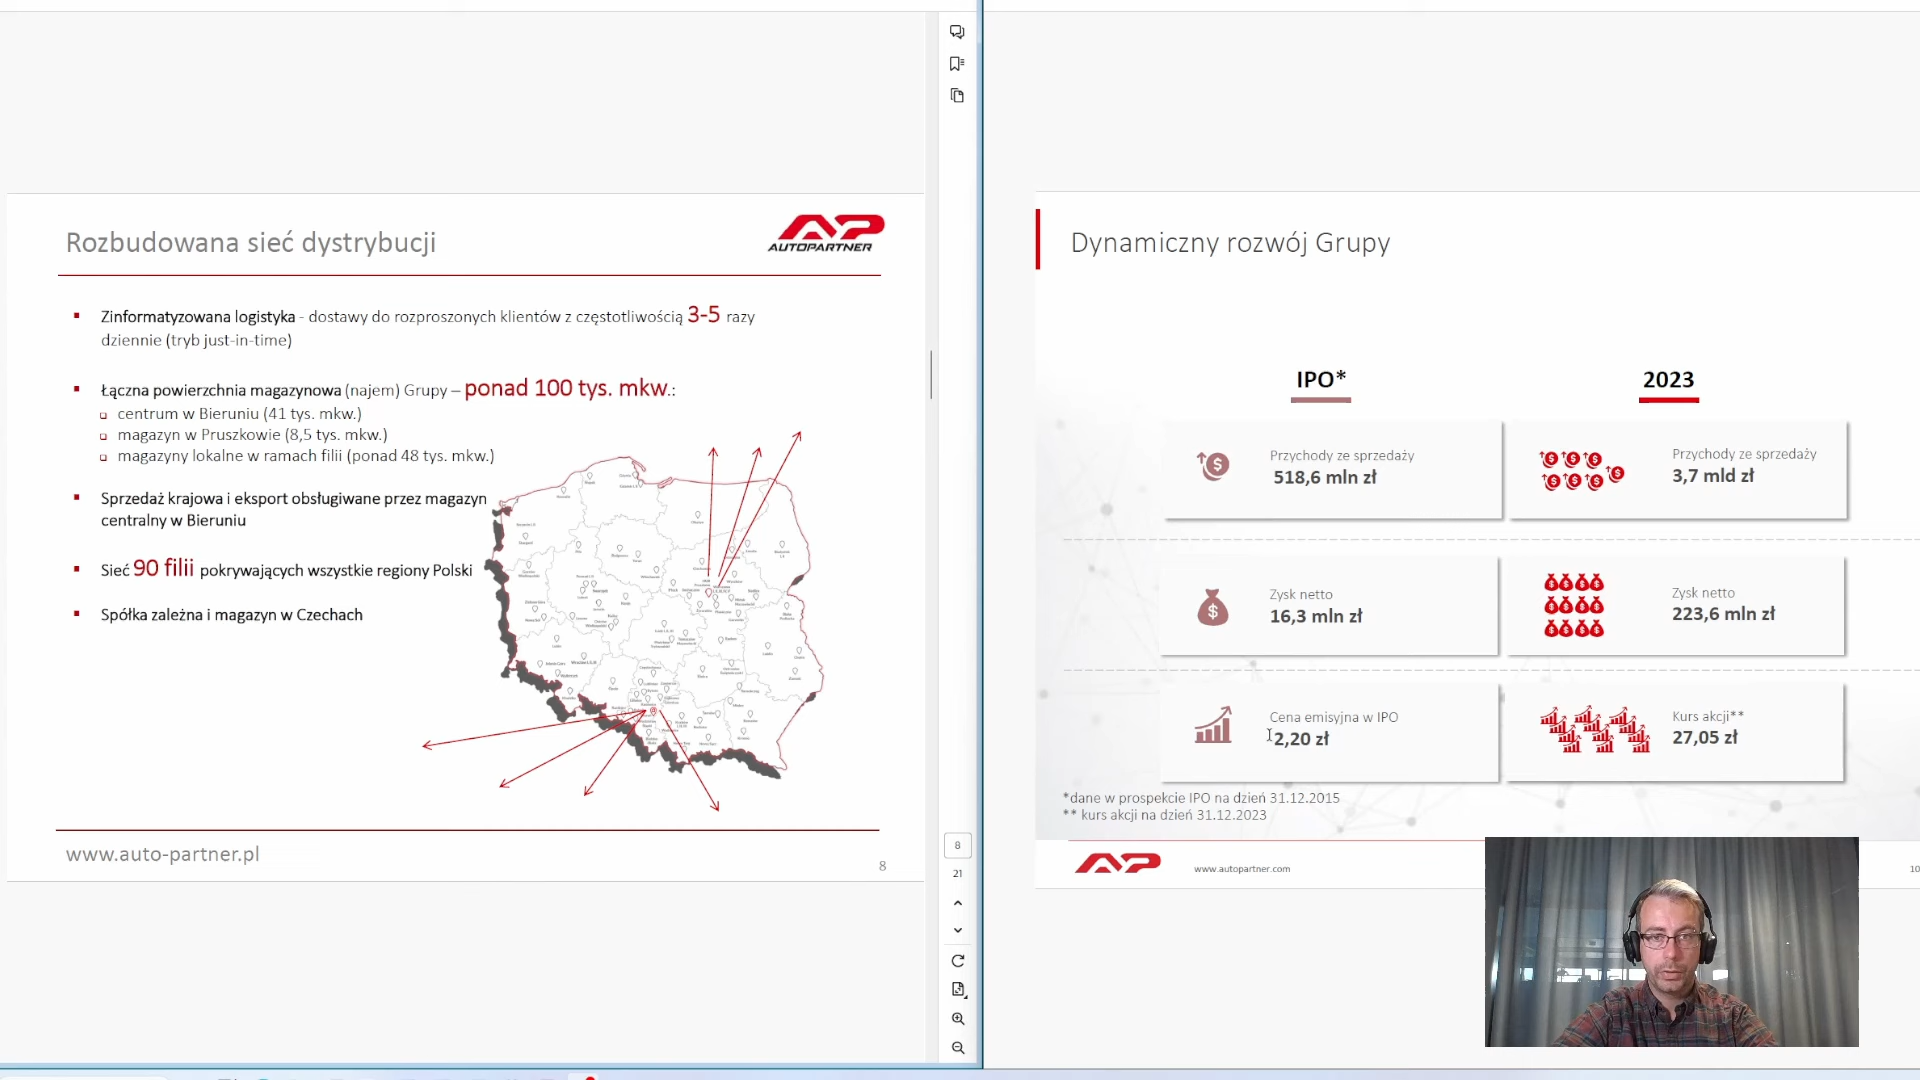 Rozbudowana sieć dystrybucji
AP
AUTOPARTNER
▪ Zinformatyzowana logistyka - dostawy do rozproszonych klientów z częstotliwością 3-5 razy
dziennie (tryb just-in-time)
▪ Łączna powierzchnia magazynowa (najem) Grupy – ponad 100 tys. mkw.:
centrum w Bieruniu (41 tys. mkw.)
magazyn w Pruszkowie (8,5 tys. mkw.)
magazyny lokalne w ramach filii (ponad 48 tys. mkw.)
▪ Sprzedaż krajowa i eksport obsługiwane przez magazyn
centralny w Bieruniu
▪ Sieć 90 filii pokrywających wszystkie regiony Polski
▪ Spółka zależna i magazyn w Czechach
www.auto-partner.pl
8
8
21
Dynamiczny rozwój Grupy
IPO*
2023
Przychody ze sprzedaży
518,6 mln zł
Przychody ze sprzedaży
3,7 mld zł
Zysk netto
16,3 mln zł
Zysk netto
223,6 mln zł
Cena emisyjna w IPO
2,20 zł
Kurs akcji**
27,05 zł
*dane w prospekcie IPO na dzień 31.12.2015
** kurs akcji na dzień 31.12.2023
AP
www.autopartner.com
10